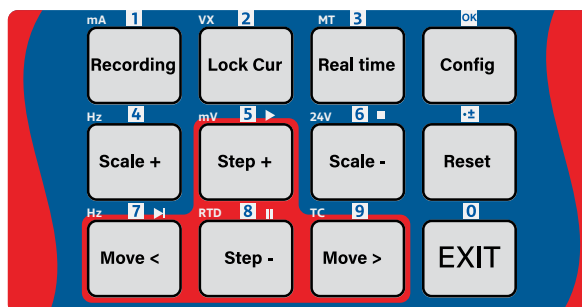 mA 1 VX 2 MT 3 OK
Recording Lock Cur Real time Config
Hz 4 mV 5 ▶ 24V 6 ■ •±
Scale + Step + Scale - Reset
Hz 7 ▶| RTD 8 || TC 9 0
Move < Step - Move > EXIT